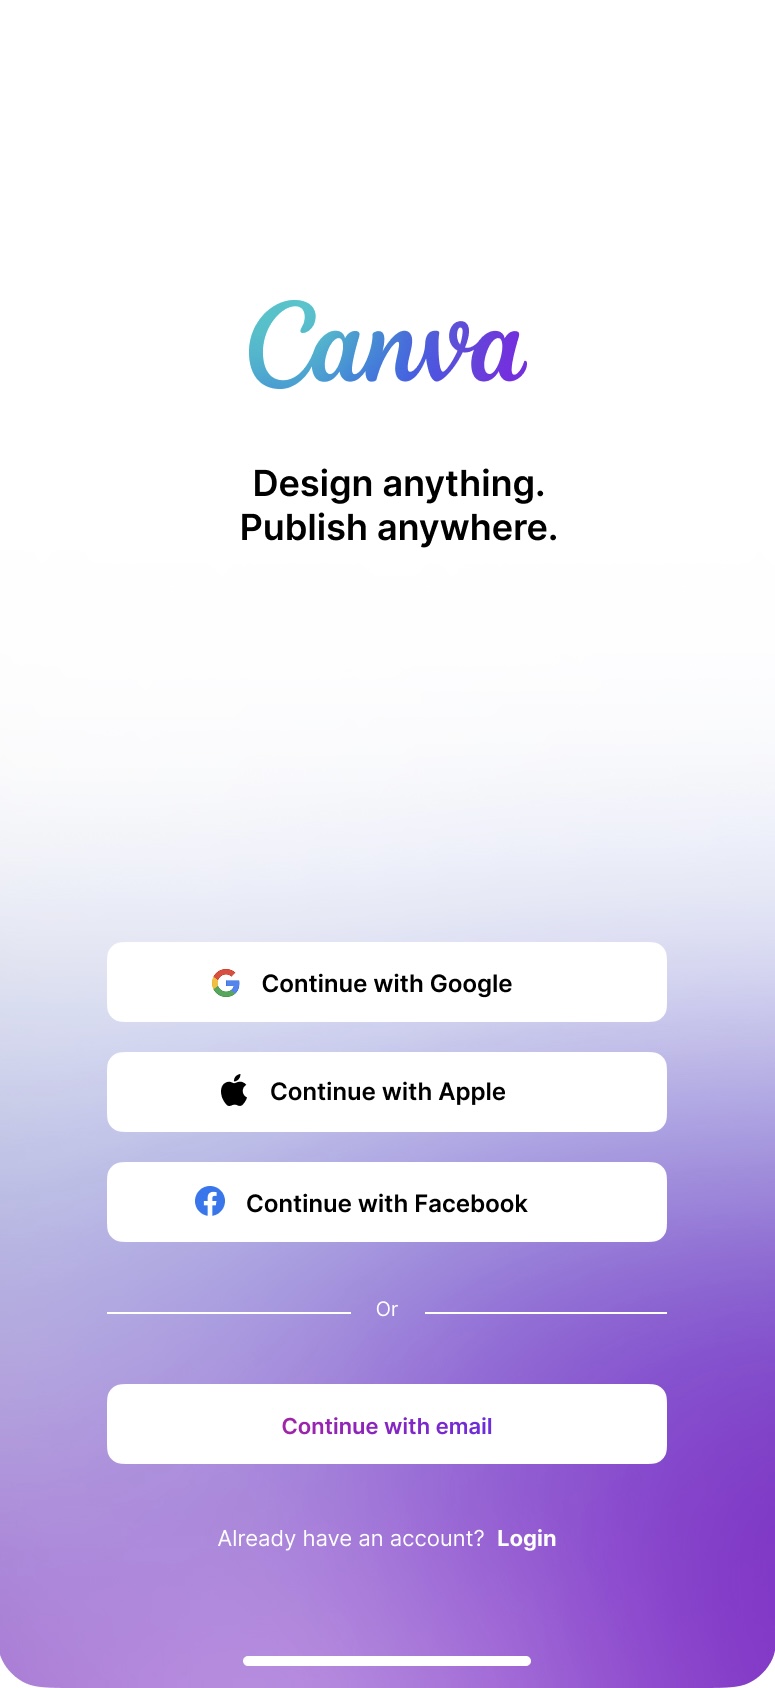 Canva
Design anything.
Publish anywhere.
Continue with Google
Continue with Apple
Continue with Facebook
Or
Continue with email
Already have an account? Login